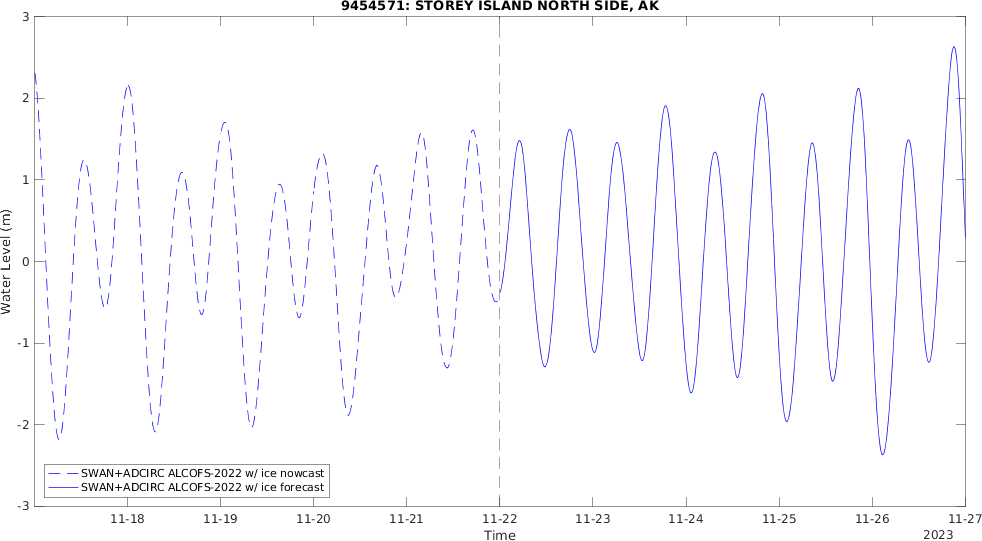 9454571: STOREY ISLAND NORTH SIDE, AK
Water Level (m)
3
2
1
0
-1
-2
-3
SWAN+ADCIRC ALCOFS-2022 w/ ice nowcast
SWAN+ADCIRC ALCOFS-2022 w/ ice forecast
11-18 11-19 11-20 11-21 11-22 11-23 11-24 11-25 11-26 11-27
Time
2023